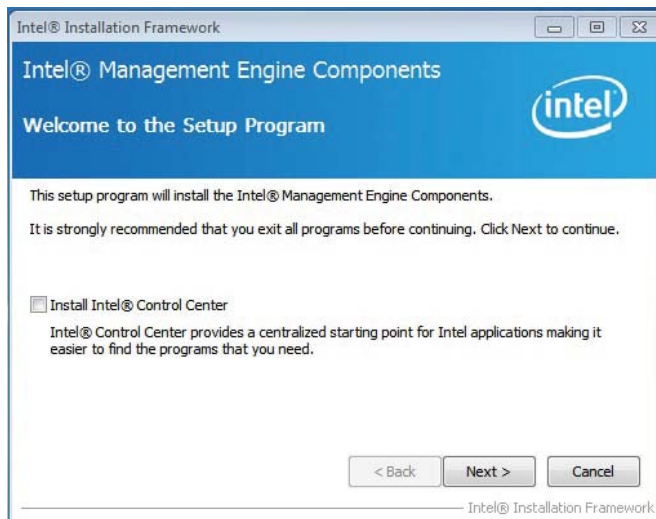 Intel® Installation Framework
Intel® Management Engine Components
Welcome to the Setup Program
intel
This setup program will install the Intel® Management Engine Components.
It is strongly recommended that you exit all programs before continuing. Click Next to continue.
Install Intel® Control Center
Intel® Control Center provides a centralized starting point for Intel applications making it
easier to find the programs that you need.
< Back Next > Cancel
Intel® Installation Framework